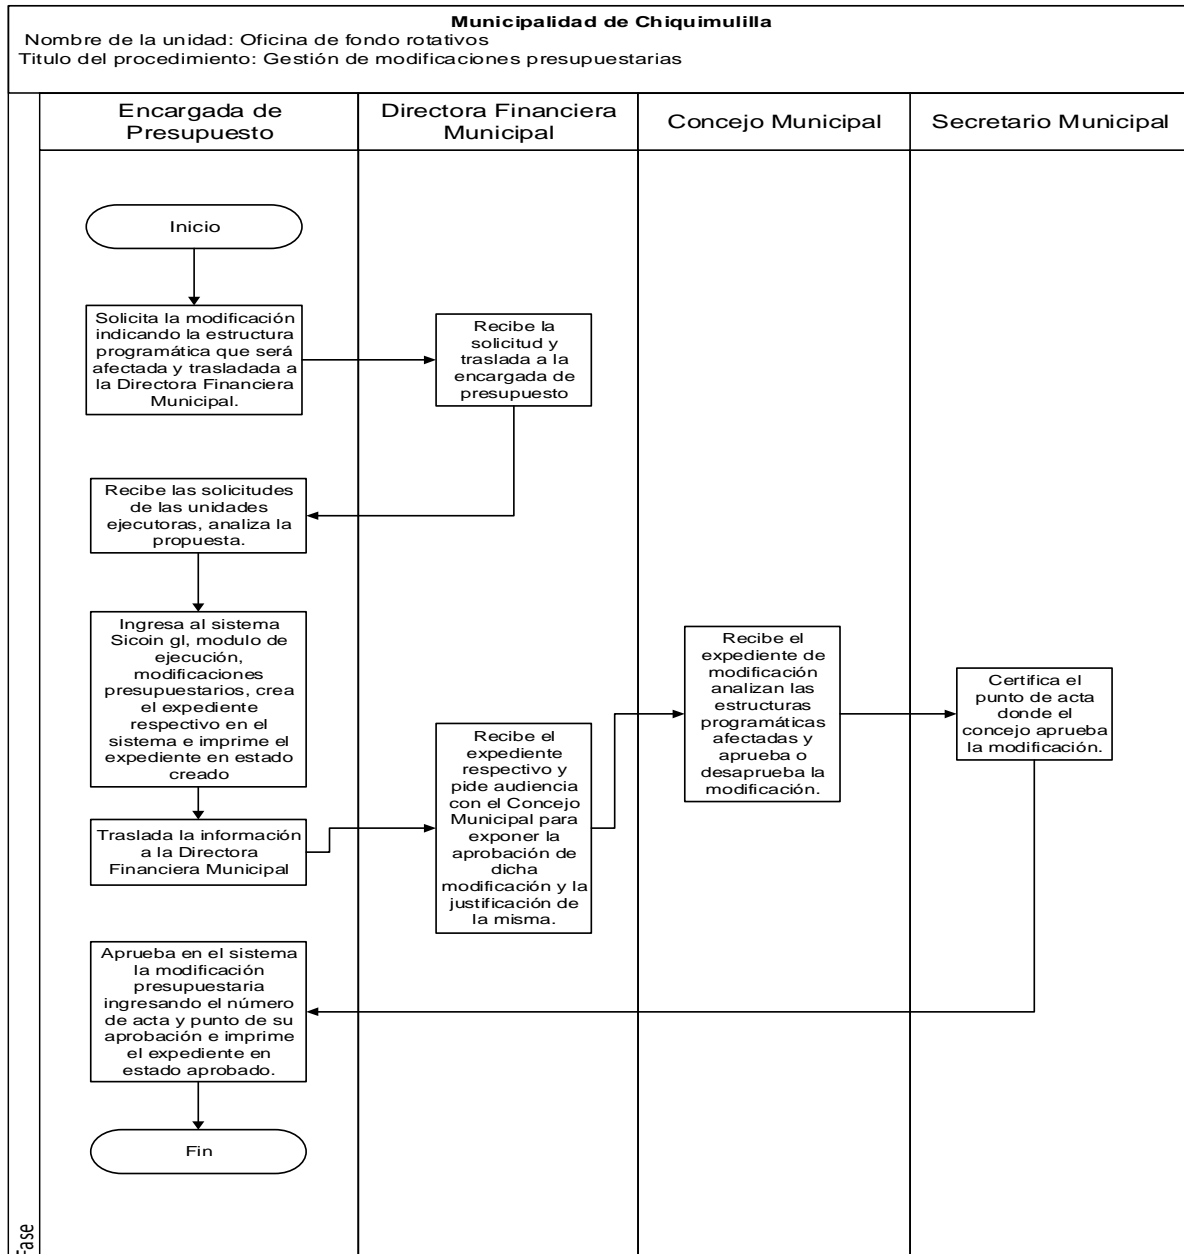 Municipalidad de Chiquimulilla
Nombre de la unidad: Oficina de fondo rotativos
Titulo del procedimiento: Gestión de modificaciones presupuestarias
Encargada de
Presupuesto
Directora Financiera
Municipal
Concejo Municipal
Secretario Municipal
Inicio
Solicita la modificación
indicando la estructura
programática que será
afectada y trasladada a
la Directora Financiera
Municipal.
Recibe la
solicitud y
traslada a la
encargada de
presupuesto
Recibe las solicitudes
de las unidades
ejecutoras, analiza la
propuesta.
Ingresa al sistema
Sicoin gl, modulo de
ejecución,
modificaciones
presupuestarios, crea
el expediente
respectivo en el
sistema e imprime el
expediente en estado
creado
Traslada la información
a la Directora
Financiera Municipal
Recibe el
expediente
respectivo y
pide audiencia
con el Concejo
Municipal para
exponer la
aprobación de
dicha
modificación y la
justificación de
la misma.
Recibe el
expediente de
modificación
analizan las
estructuras
programáticas
afectadas y
aprueba o
desaprueba la
modificación.
Certifica el
punto de acta
donde el
concejo aprueba
la modificación.
Aprueba en el sistema
la modificación
presupuestaria
ingresando el número
de acta y punto de su
aprobación e imprime
el expediente en
estado aprobado.
Fin
Fase